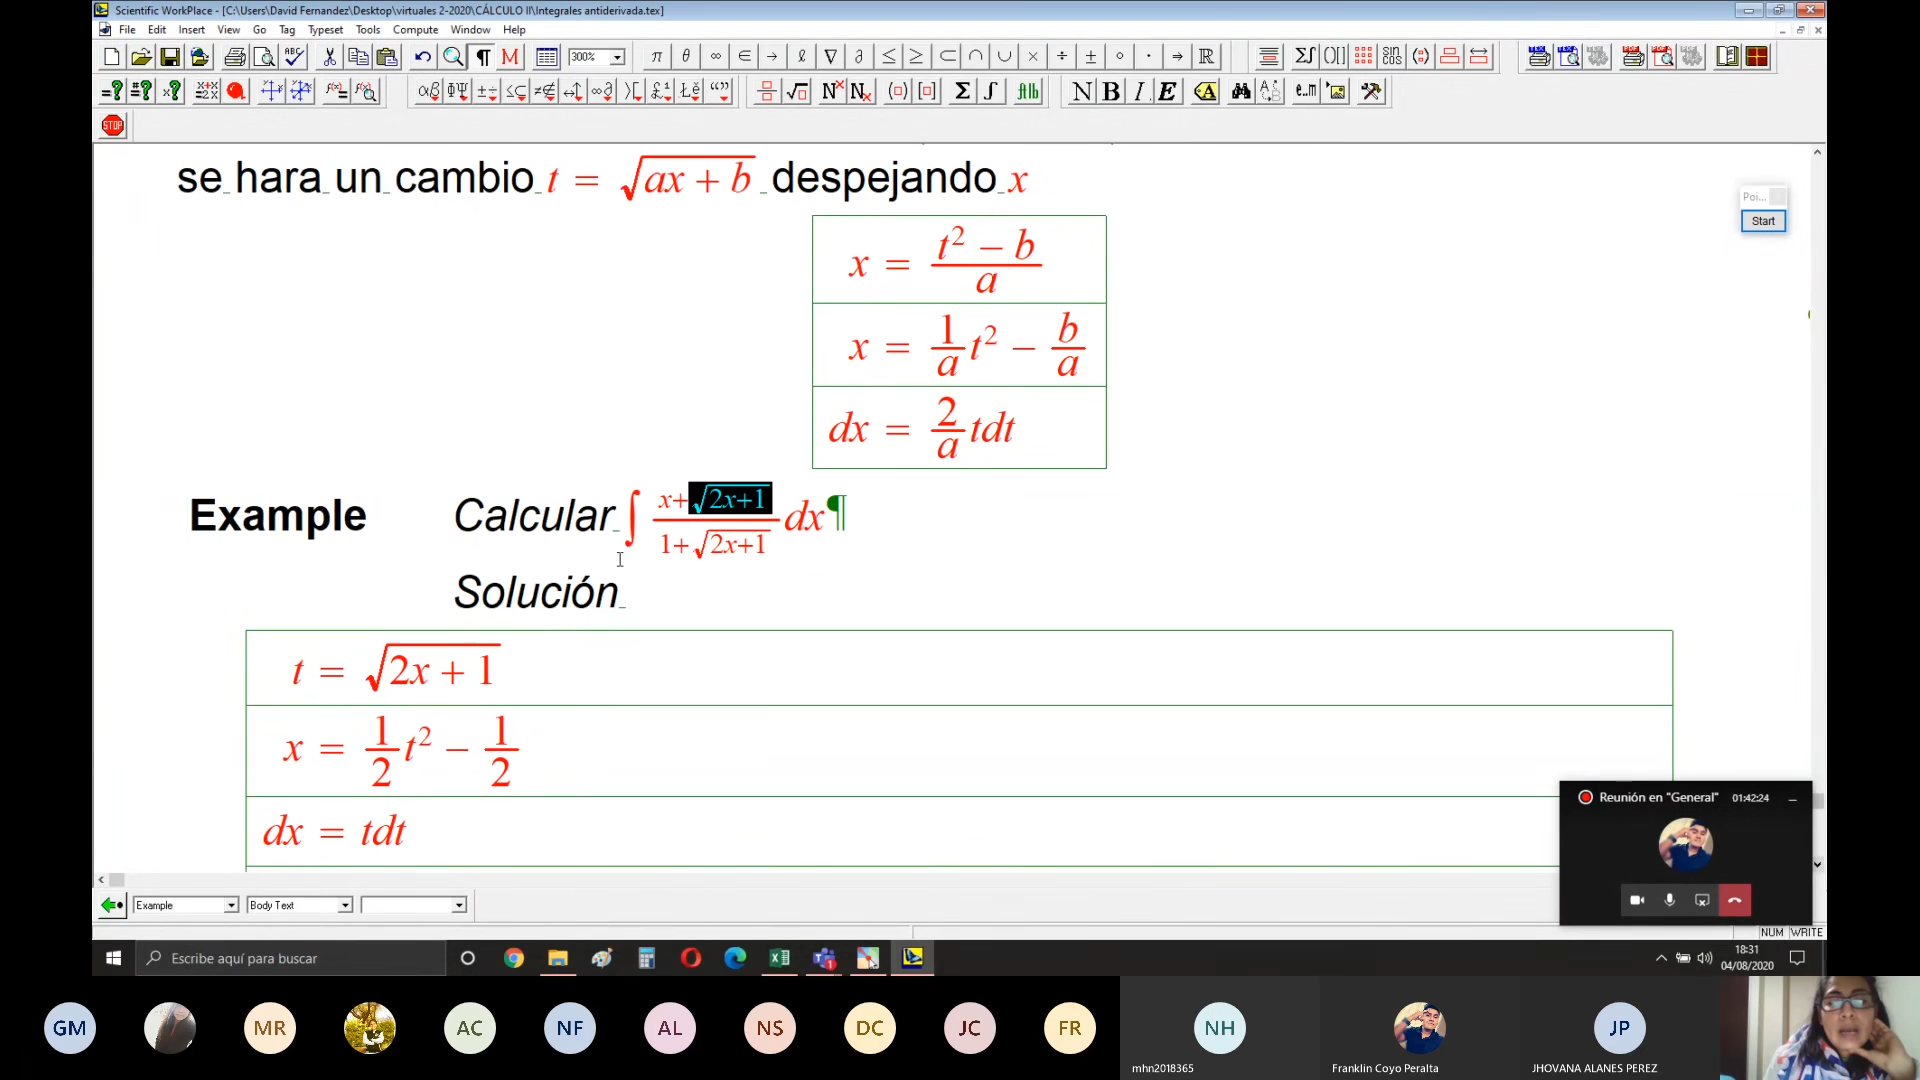 Scientific WorkPlace - [C:\Users\David Fernandez\Desktop\virtuales 2-2020\CÁLCULO II\Integrales antiderivada.tex]
File Edit Insert View Go Tag Typeset Tools Compute Window Help
300%
se hara un cambio t = √(ax + b) despejando x
x = (t² − b)/a
x = (1/a)t² − b/a
dx = (2/a)tdt
Poi...
Start
Example Calcular ∫ (x+√(2x+1))/(1+√(2x+1)) dx¶
Solución
t = √(2x + 1)
x = (1/2)t² − 1/2
dx = tdt
Reunión en "General" 01:42:24
Example Body Text
NUM WRITE
Escribe aquí para buscar
18:31
04/08/2020
GM MR AC NF AL NS DC JC FR NH JP
mhn2018365 Franklin Coyo Peralta JHOVANA ALANES PEREZ